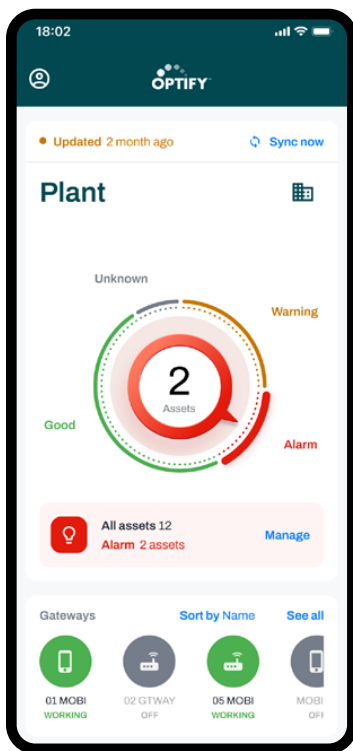 18:02
OPTIFY
Updated 2 month ago
Sync now
Plant
Unknown
Warning
2
Assets
Good
Alarm
All assets 12
Alarm 2 assets
Manage
Gateways
Sort by Name
See all
01 MOBI
WORKING
02 GTWAY
OFF
05 MOBI
WORKING
MOBI
OFF